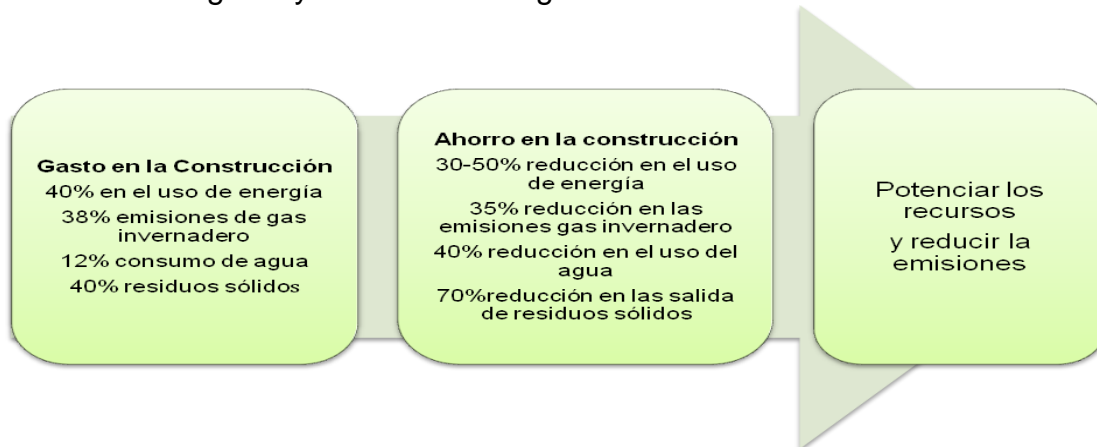 Gasto en la Construcción
40% en el uso de energía
38% emisiones de gas
invernadero
12% consumo de agua
40% residuos sólidos
Ahorro en la construcción
30-50% reducción en el uso
de energía
35% reducción en las
emisiones gas invernadero
40% reducción en el uso del
agua
70%reducción en las salida
de residuos sólidos
Potenciar los
recursos
y reducir la
emisiones